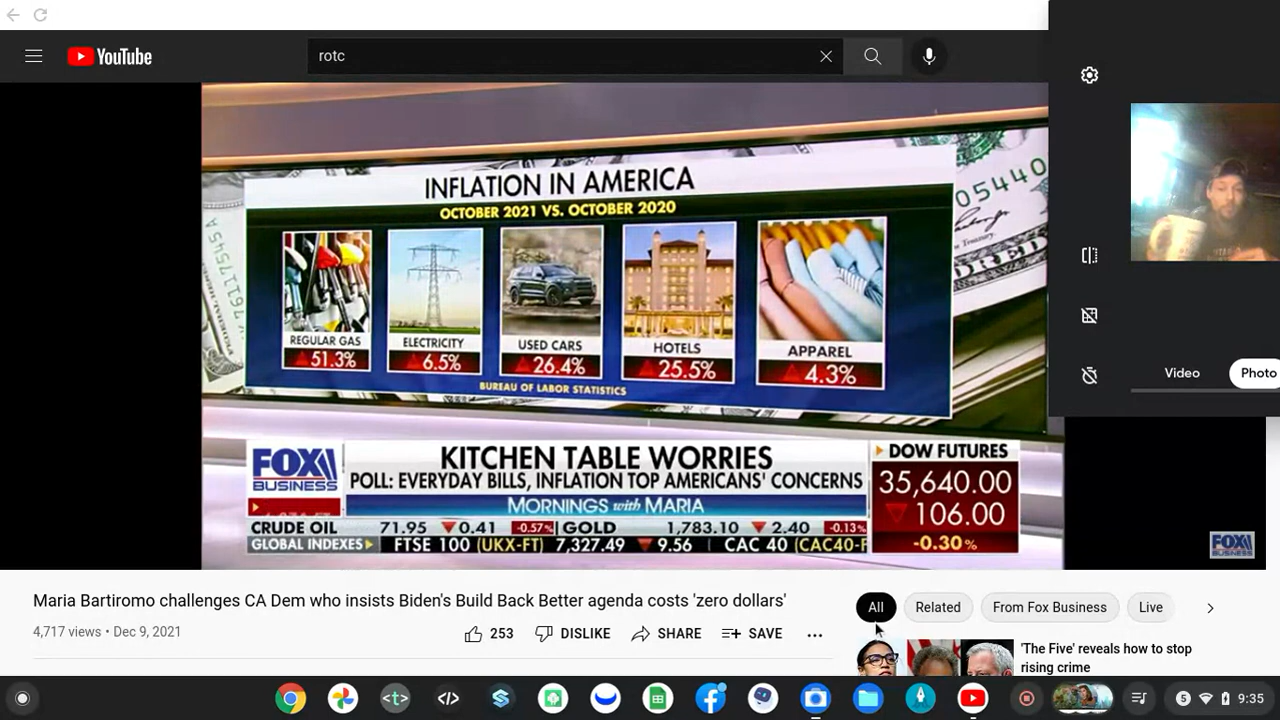 YouTube
rotc
INFLATION IN AMERICA
OCTOBER 2021 VS. OCTOBER 2020
REGULAR GAS
51.3%
ELECTRICITY
6.5%
USED CARS
26.4%
HOTELS
25.5%
APPAREL
4.3%
BUREAU OF LABOR STATISTICS
FOX
BUSINESS
KITCHEN TABLE WORRIES
POLL: EVERYDAY BILLS, INFLATION TOP AMERICANS' CONCERNS
MORNINGS with MARIA
DOW FUTURES
35,640.00
106.00
-0.30%
CRUDE OIL 71.95 0.41 -0.57% GOLD 1,783.10 2.40 -0.13%
GLOBAL INDEXES FTSE 100 (UKX-FT) 7,327.49 9.56 CAC 40 (CAC40-F
FOX
BUSINESS
Video
Photo
Maria Bartiromo challenges CA Dem who insists Biden's Build Back Better agenda costs 'zero dollars'
4,717 views • Dec 9, 2021
253
DISLIKE
SHARE
SAVE
All
Related
From Fox Business
Live
'The Five' reveals how to stop
rising crime
5
9:35